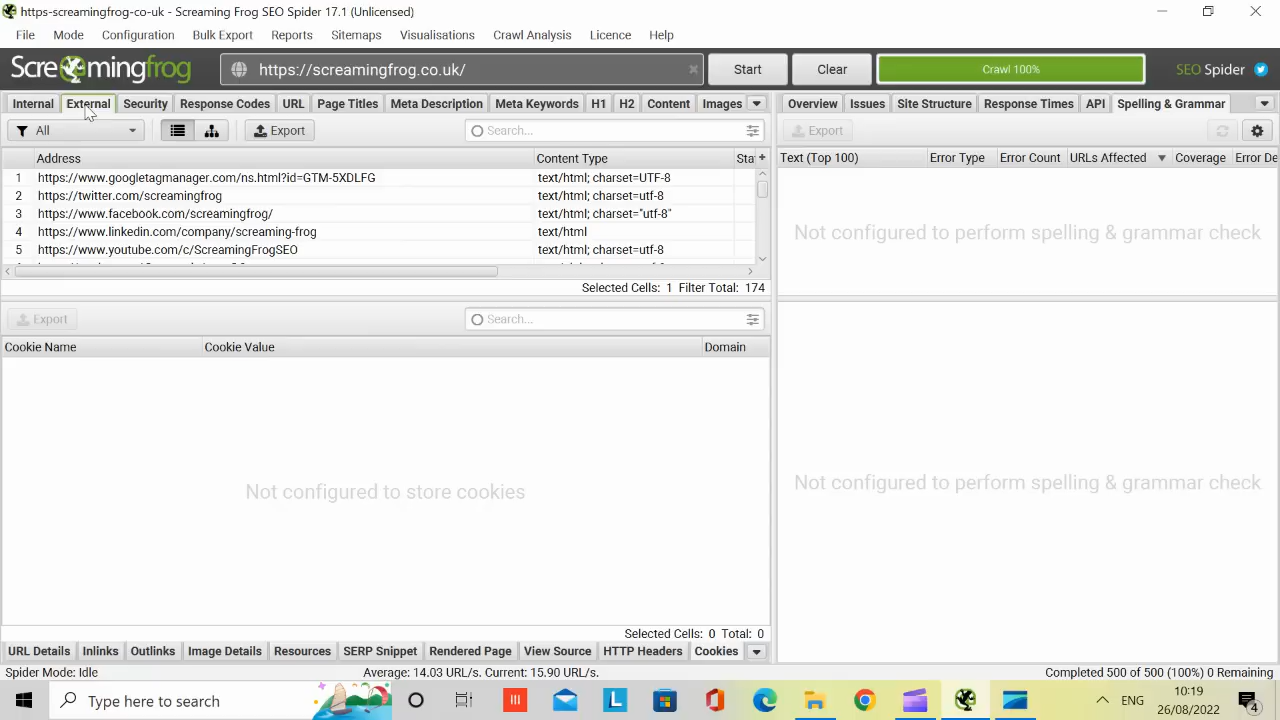 https-screamingfrog-co-uk - Screaming Frog SEO Spider 17.1 (Unlicensed)
File Mode Configuration Bulk Export Reports Sitemaps Visualisations Crawl Analysis Licence Help
Screamingfrog https://screamingfrog.co.uk/ Start Clear Crawl 100% SEO Spider
Internal External Security Response Codes URL Page Titles Meta Description Meta Keywords H1 H2 Content Images
Overview Issues Site Structure Response Times API Spelling & Grammar
All Export Search...
Export
Address Content Type Sta
Text (Top 100) Error Type Error Count URLs Affected Coverage Error De
1 https://www.googletagmanager.com/ns.html?id=GTM-5XDLFG text/html; charset=UTF-8
2 https://twitter.com/screamingfrog text/html; charset=utf-8
3 https://www.facebook.com/screamingfrog/ text/html; charset="utf-8"
4 https://www.linkedin.com/company/screaming-frog text/html
5 https://www.youtube.com/c/ScreamingFrogSEO text/html; charset=utf-8
Not configured to perform spelling & grammar check
Selected Cells: 1 Filter Total: 174
Export Search...
Cookie Name Cookie Value Domain
Not configured to store cookies
Not configured to perform spelling & grammar check
Selected Cells: 0 Total: 0
URL Details Inlinks Outlinks Image Details Resources SERP Snippet Rendered Page View Source HTTP Headers Cookies
Spider Mode: Idle Average: 14.03 URL/s. Current: 15.90 URL/s. Completed 500 of 500 (100%) 0 Remaining
Type here to search L ENG 10:19
26/08/2022 4